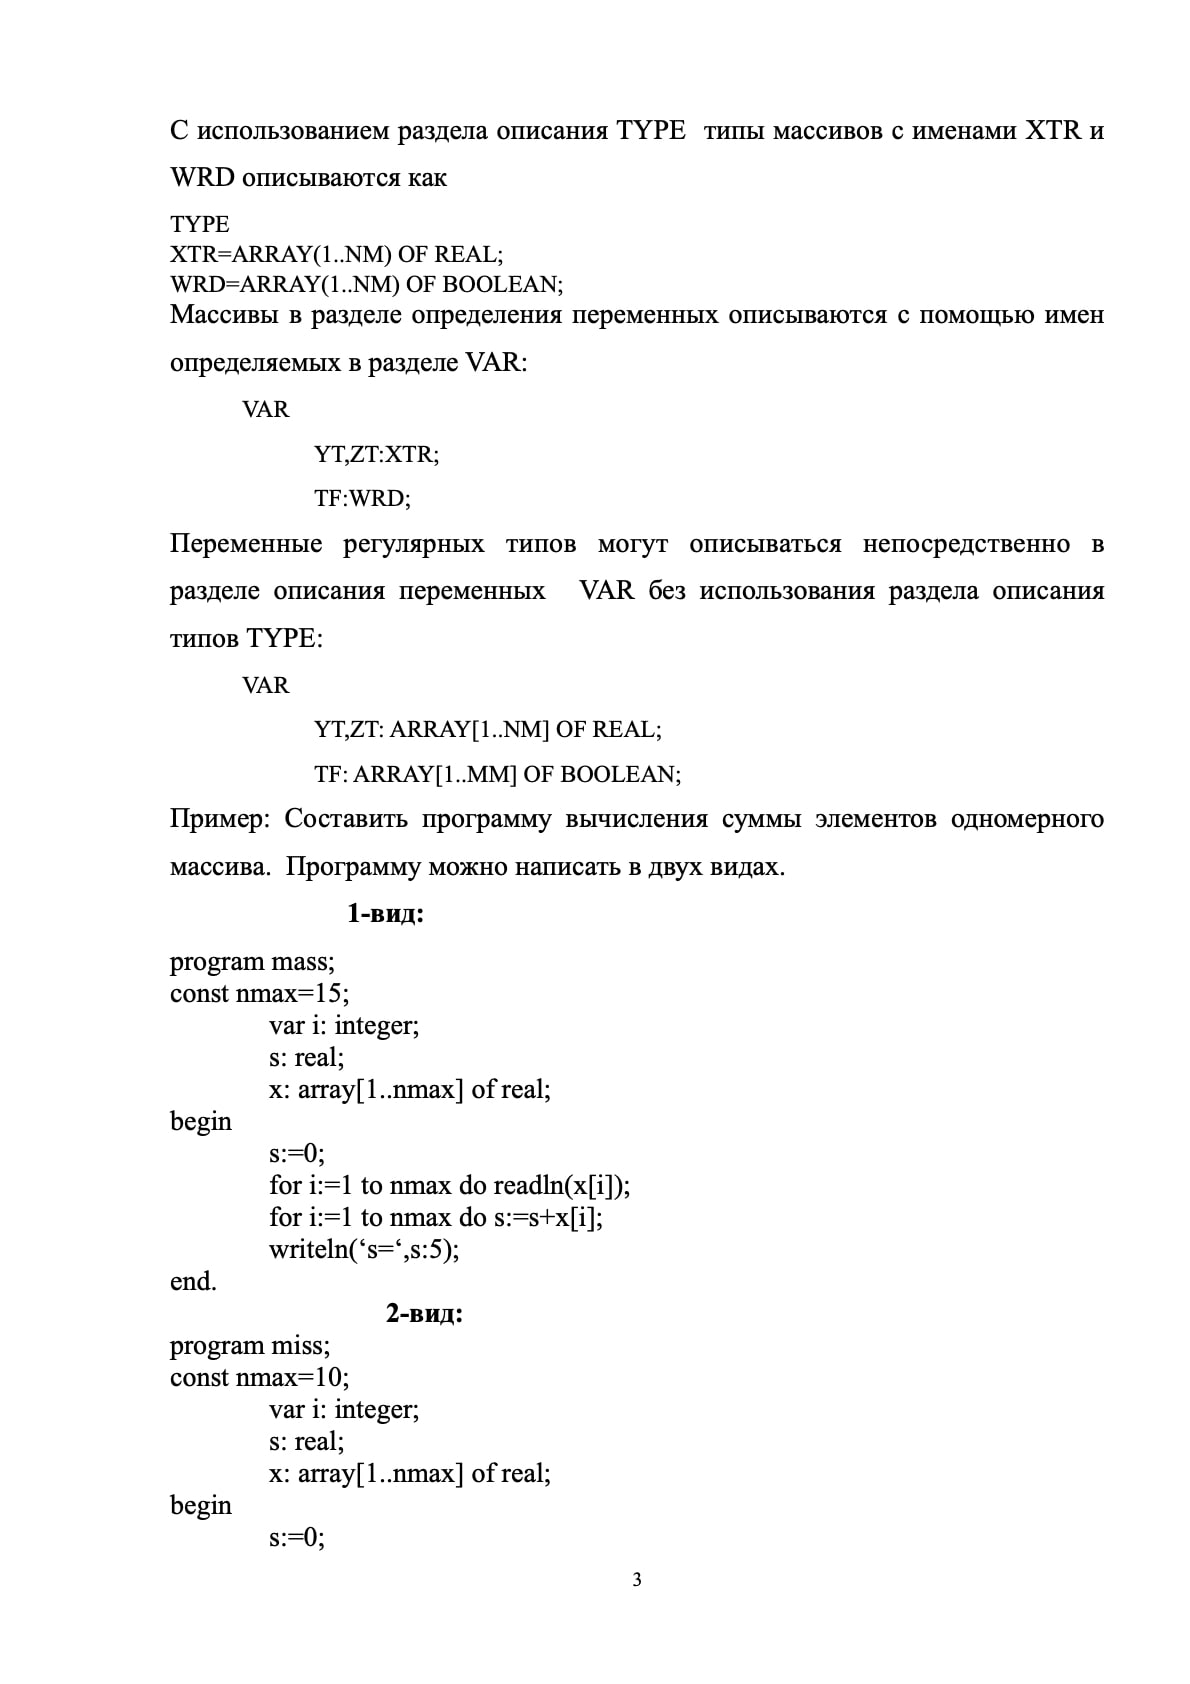 С использованием раздела описания TYPE типы массивов с именами XTR и
WRD описываются как
TYPE
XTR=ARRAY(1..NM) OF REAL;
WRD=ARRAY(1..NM) OF BOOLEAN;
Массивы в разделе определения переменных описываются с помощью имен
определяемых в разделе VAR:
VAR
YT,ZT:XTR;
TF:WRD;
Переменные регулярных типов могут описываться непосредственно в
разделе описания переменных VAR без использования раздела описания
типов TYPE:
VAR
YT,ZT: ARRAY[1..NM] OF REAL;
TF: ARRAY[1..MM] OF BOOLEAN;
Пример: Составить программу вычисления суммы элементов одномерного
массива. Программу можно написать в двух видах.
1-вид:
program mass;
const nmax=15;
var i: integer;
s: real;
x: array[1..nmax] of real;
begin
s:=0;
for i:=1 to nmax do readln(x[i]);
for i:=1 to nmax do s:=s+x[i];
writeln(‘s=‘,s:5);
end.
2-вид:
program miss;
const nmax=10;
var i: integer;
s: real;
x: array[1..nmax] of real;
begin
s:=0;
3